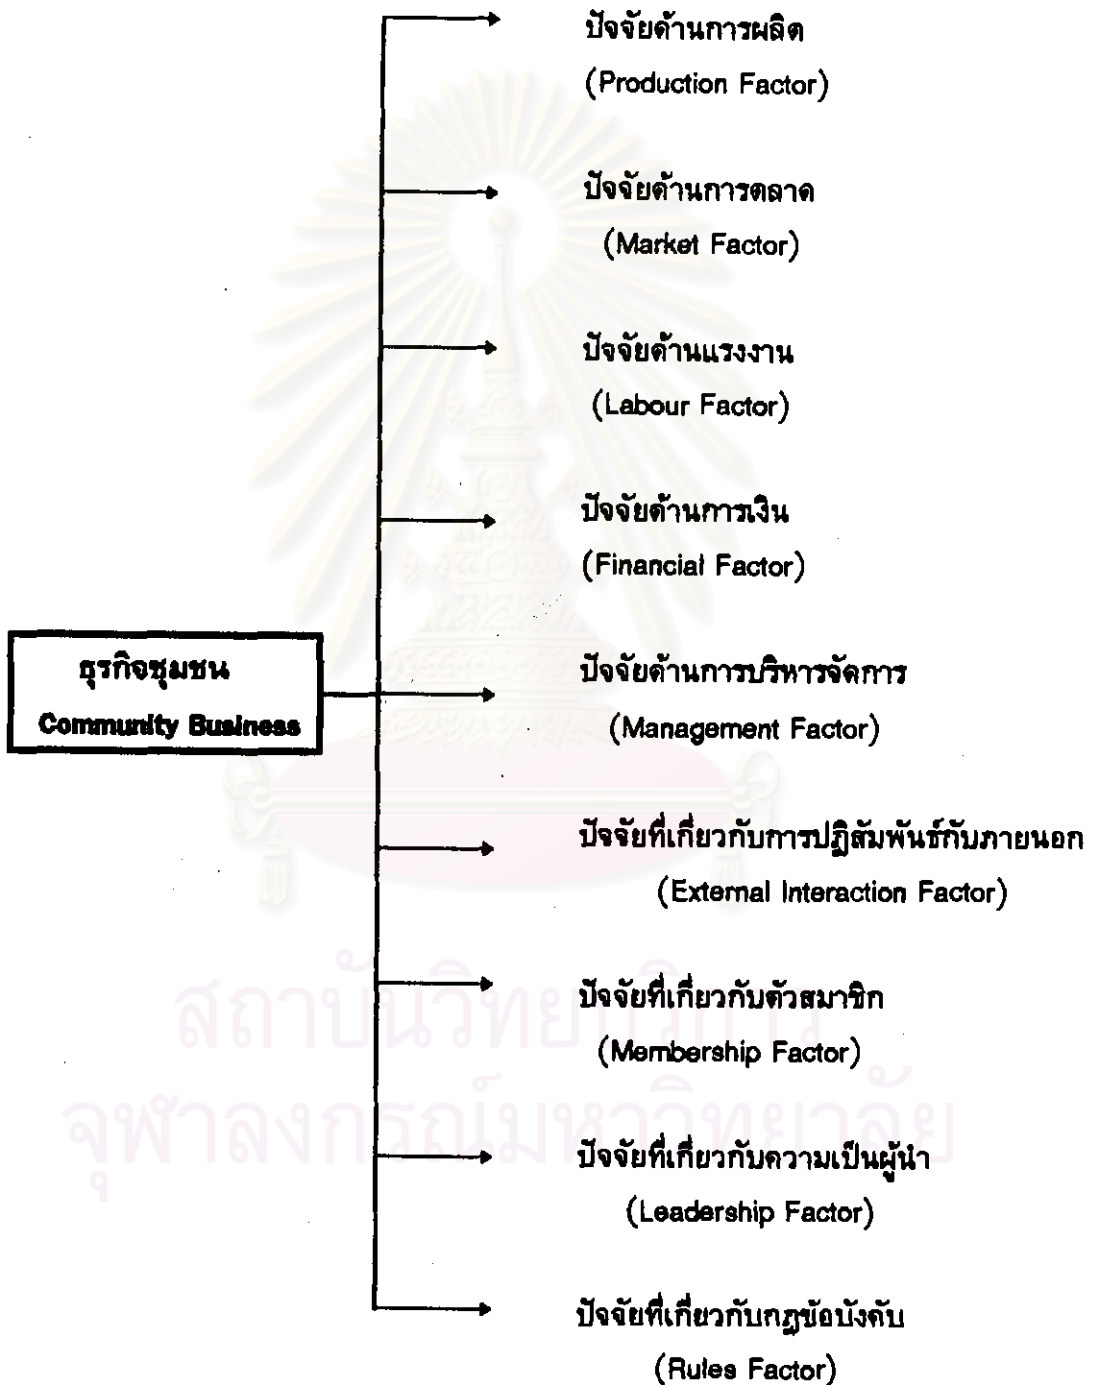 ปัจจัยด้านการผลิต
(Production Factor)
ปัจจัยด้านการตลาด
(Market Factor)
ปัจจัยด้านแรงงาน
(Labour Factor)
ปัจจัยด้านการเงิน
(Financial Factor)
ธุรกิจชุมชน
Community Business
ปัจจัยด้านการบริหารจัดการ
(Management Factor)
ปัจจัยที่เกี่ยวกับการปฏิสัมพันธ์กับภายนอก
(External Interaction Factor)
สถาบันวิทยบริการ
ปัจจัยที่เกี่ยวกับตัวสมาชิก
(Membership Factor)
จุฬาลงกรณ์มหาวิทยาลัย
ปัจจัยที่เกี่ยวกับความเป็นผู้นำ
(Leadership Factor)
ปัจจัยที่เกี่ยวกับกฎข้อบังคับ
(Rules Factor)